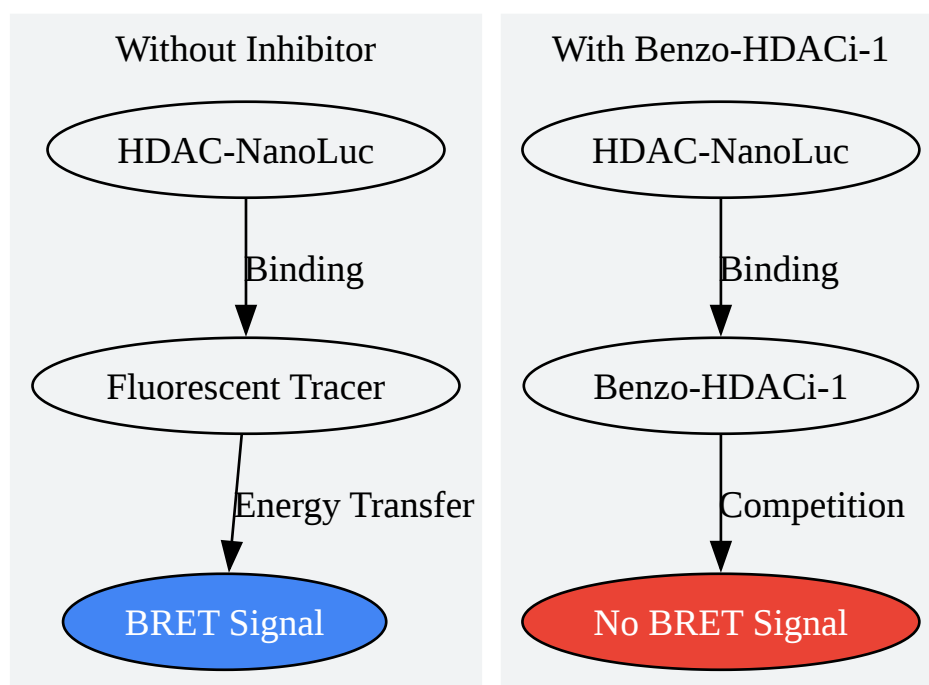 Without Inhibitor
HDAC-NanoLuc
Binding
Fluorescent Tracer
Energy Transfer
BRET Signal
With Benzo-HDACi-1
HDAC-NanoLuc
Binding
Benzo-HDACi-1
Competition
No BRET Signal